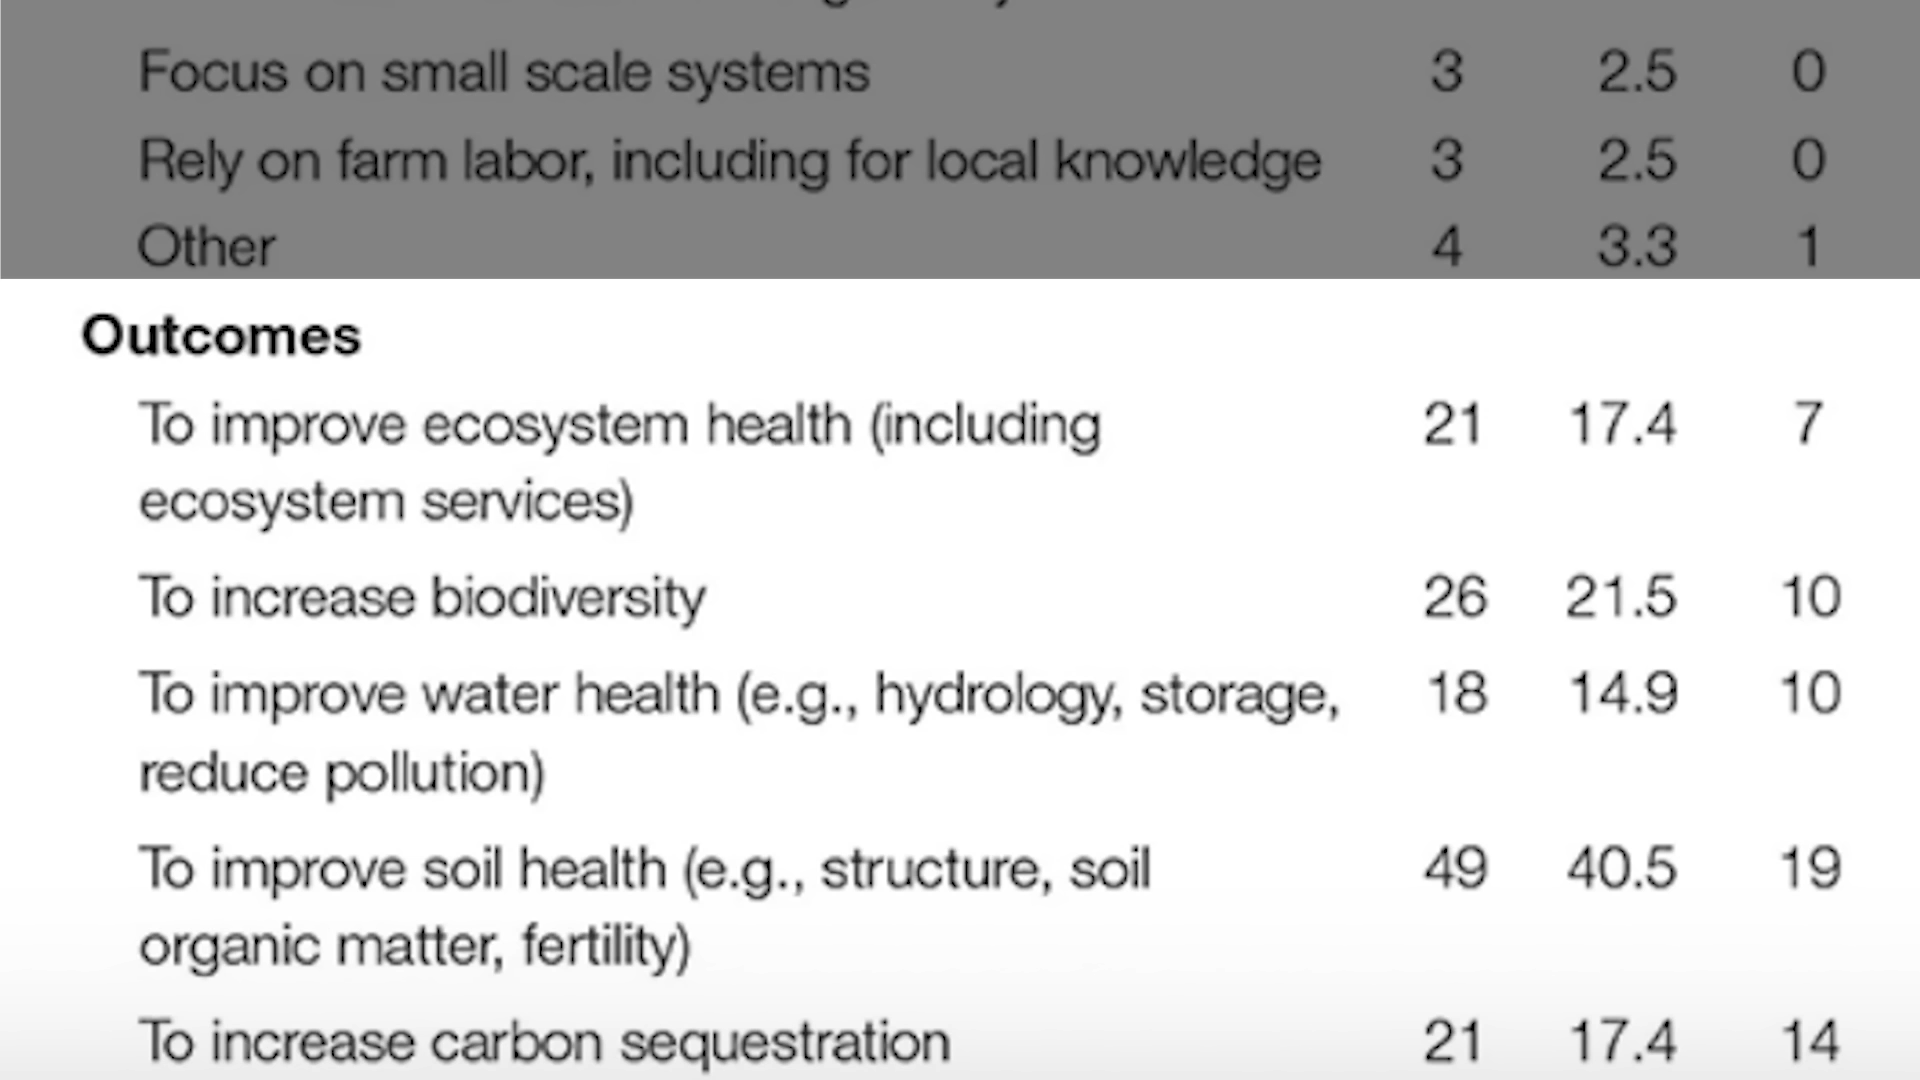 Focus on small scale systems 3 2.5 0
Rely on farm labor, including for local knowledge 3 2.5 0
Other 4 3.3 1
Outcomes
To improve ecosystem health (including 21 17.4 7
ecosystem services)
To increase biodiversity 26 21.5 10
To improve water health (e.g., hydrology, storage, 18 14.9 10
reduce pollution)
To improve soil health (e.g., structure, soil 49 40.5 19
organic matter, fertility)
To increase carbon sequestration 21 17.4 14